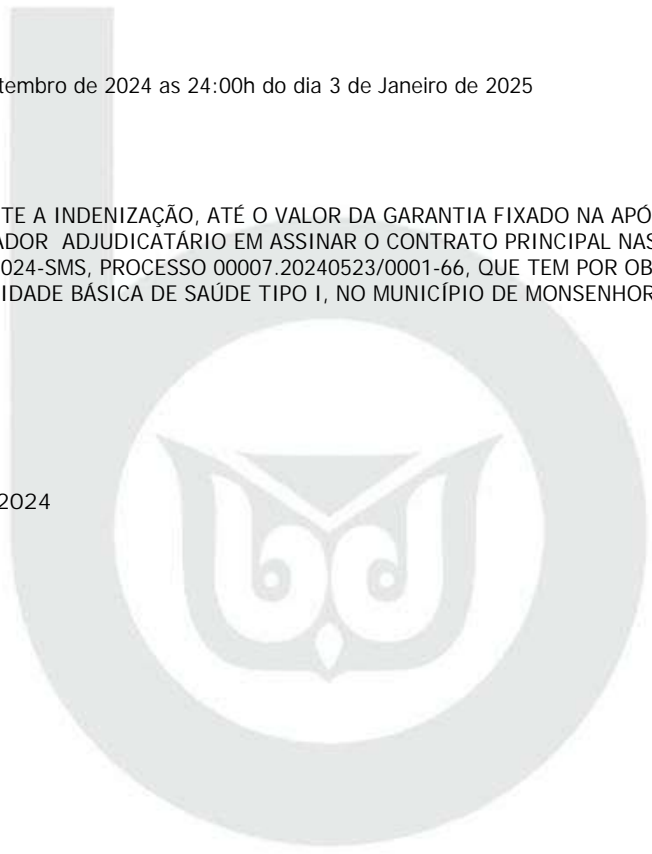 tembro de 2024 as 24:00h do dia 3 de Janeiro de 2025
TE A INDENIZAÇÃO, ATÉ O VALOR DA GARANTIA FIXADO NA APÓ
ADOR ADJUDICATÁRIO EM ASSINAR O CONTRATO PRINCIPAL NAS
024-SMS, PROCESSO 00007.20240523/0001-66, QUE TEM POR OB
IDADE BÁSICA DE SAÚDE TIPO I, NO MUNICÍPIO DE MONSENHOR
2024